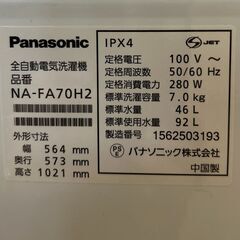 Panasonic
全自動電気洗濯機
品番
NA-FA70H2
外形寸法
幅 564 mm
奥行 573 mm
高さ 1021 mm
IPX4
JET
定格電圧 100 V～
定格周波数 50/60 Hz
定格消費電力 280 W
標準洗濯容量 7.0 kg
標準水量 46 L
標準使用水量 92 L
製造番号 1562503193
PS E
パナソニック株式会社
中国製